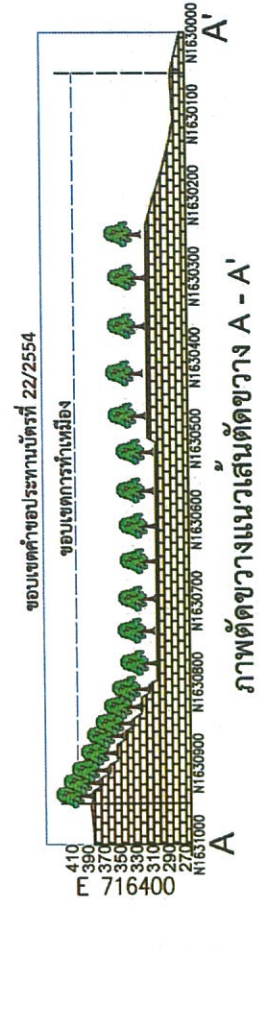 ขอบเขตคำขอประทานบัตรที่ 22/2554
ขอบเขตการทำเหมือง
410
390
370
350
330
310
290
270
E 716400
N1631000
N1630900
N1630800
N1630700
N1630600
N1630500
N1630400
N1630300
N1630200
N1630100
N1630000
A
A'
ภาพตัดขวางแนวเส้นตัดขวาง A - A'